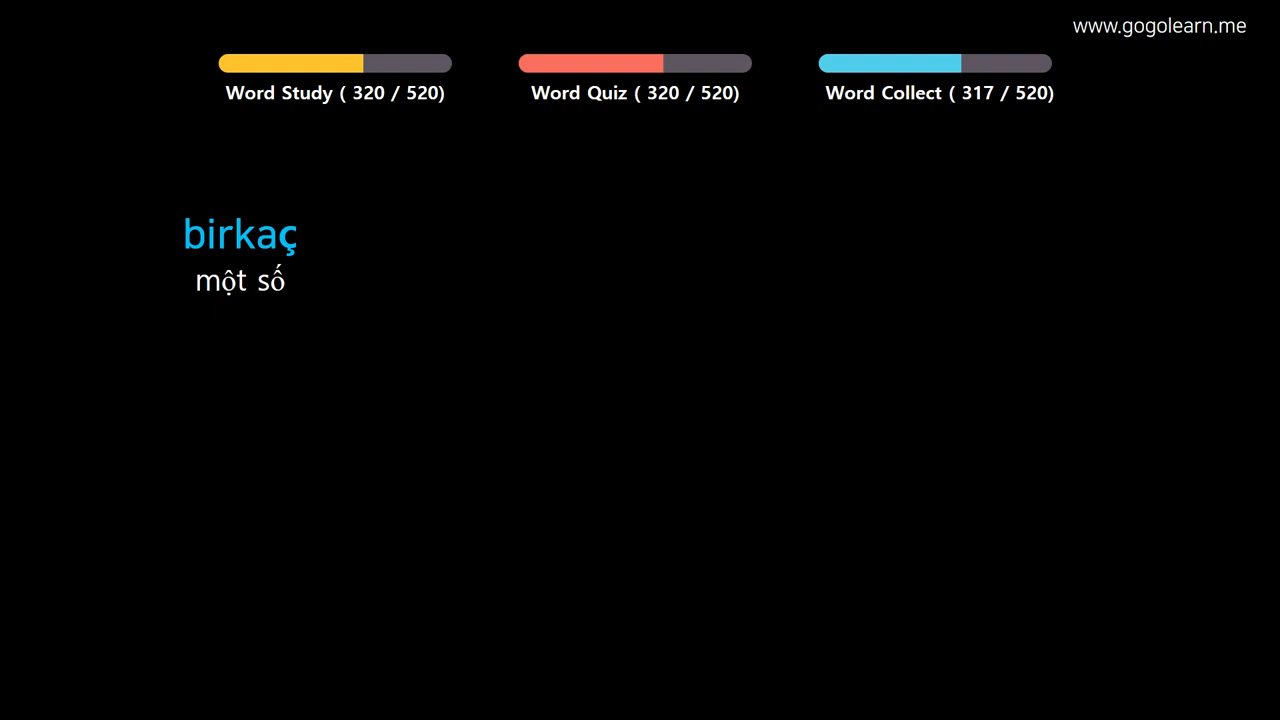 www.gogolearn.me
Word Study ( 320 / 520)
Word Quiz ( 320 / 520)
Word Collect ( 317 / 520)
birkaç
một số